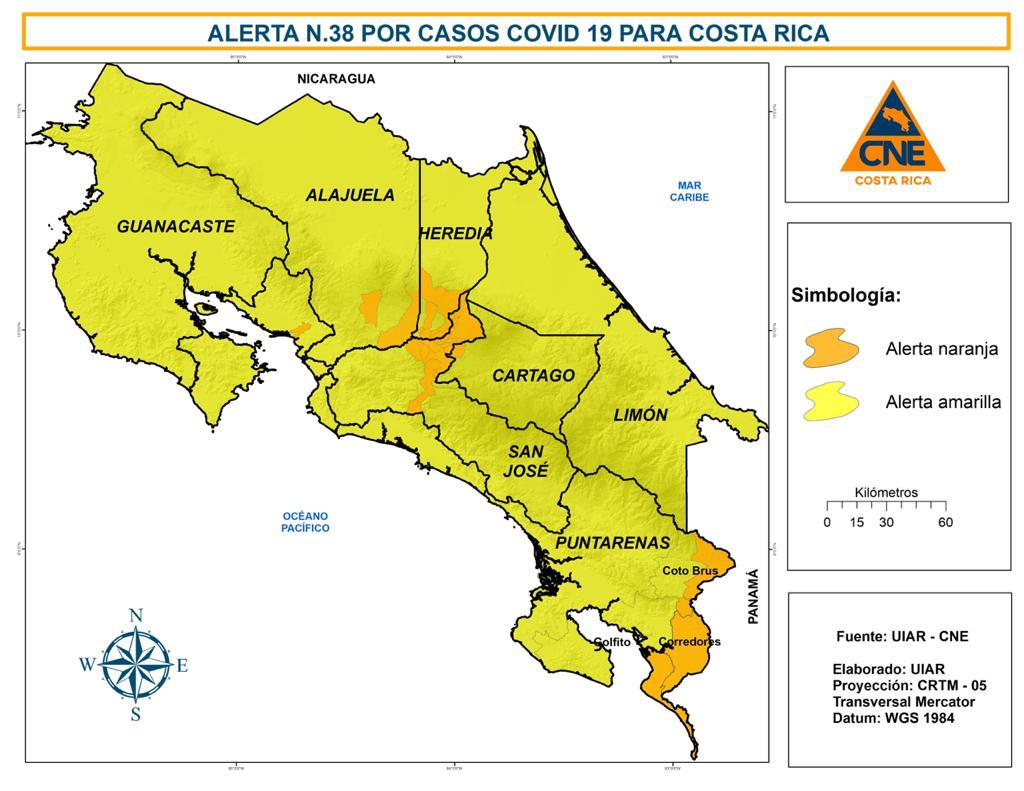 ALERTA N.38 POR CASOS COVID 19 PARA COSTA RICA
NICARAGUA
MAR
CARIBE
ALAJUELA
GUANACASTE
HEREDIA
CARTAGO
LIMÓN
SAN
JOSÉ
OCÉANO
PACÍFICO
PUNTARENAS
Coto Brus
PANAMÁ
Golfito
Corredores
N
W
E
S
CNE
COSTA RICA
Simbología:
Alerta naranja
Alerta amarilla
Kilómetros
0 15 30 60
Fuente: UIAR - CNE
Elaborado: UIAR
Proyección: CRTM - 05
Transversal Mercator
Datum: WGS 1984